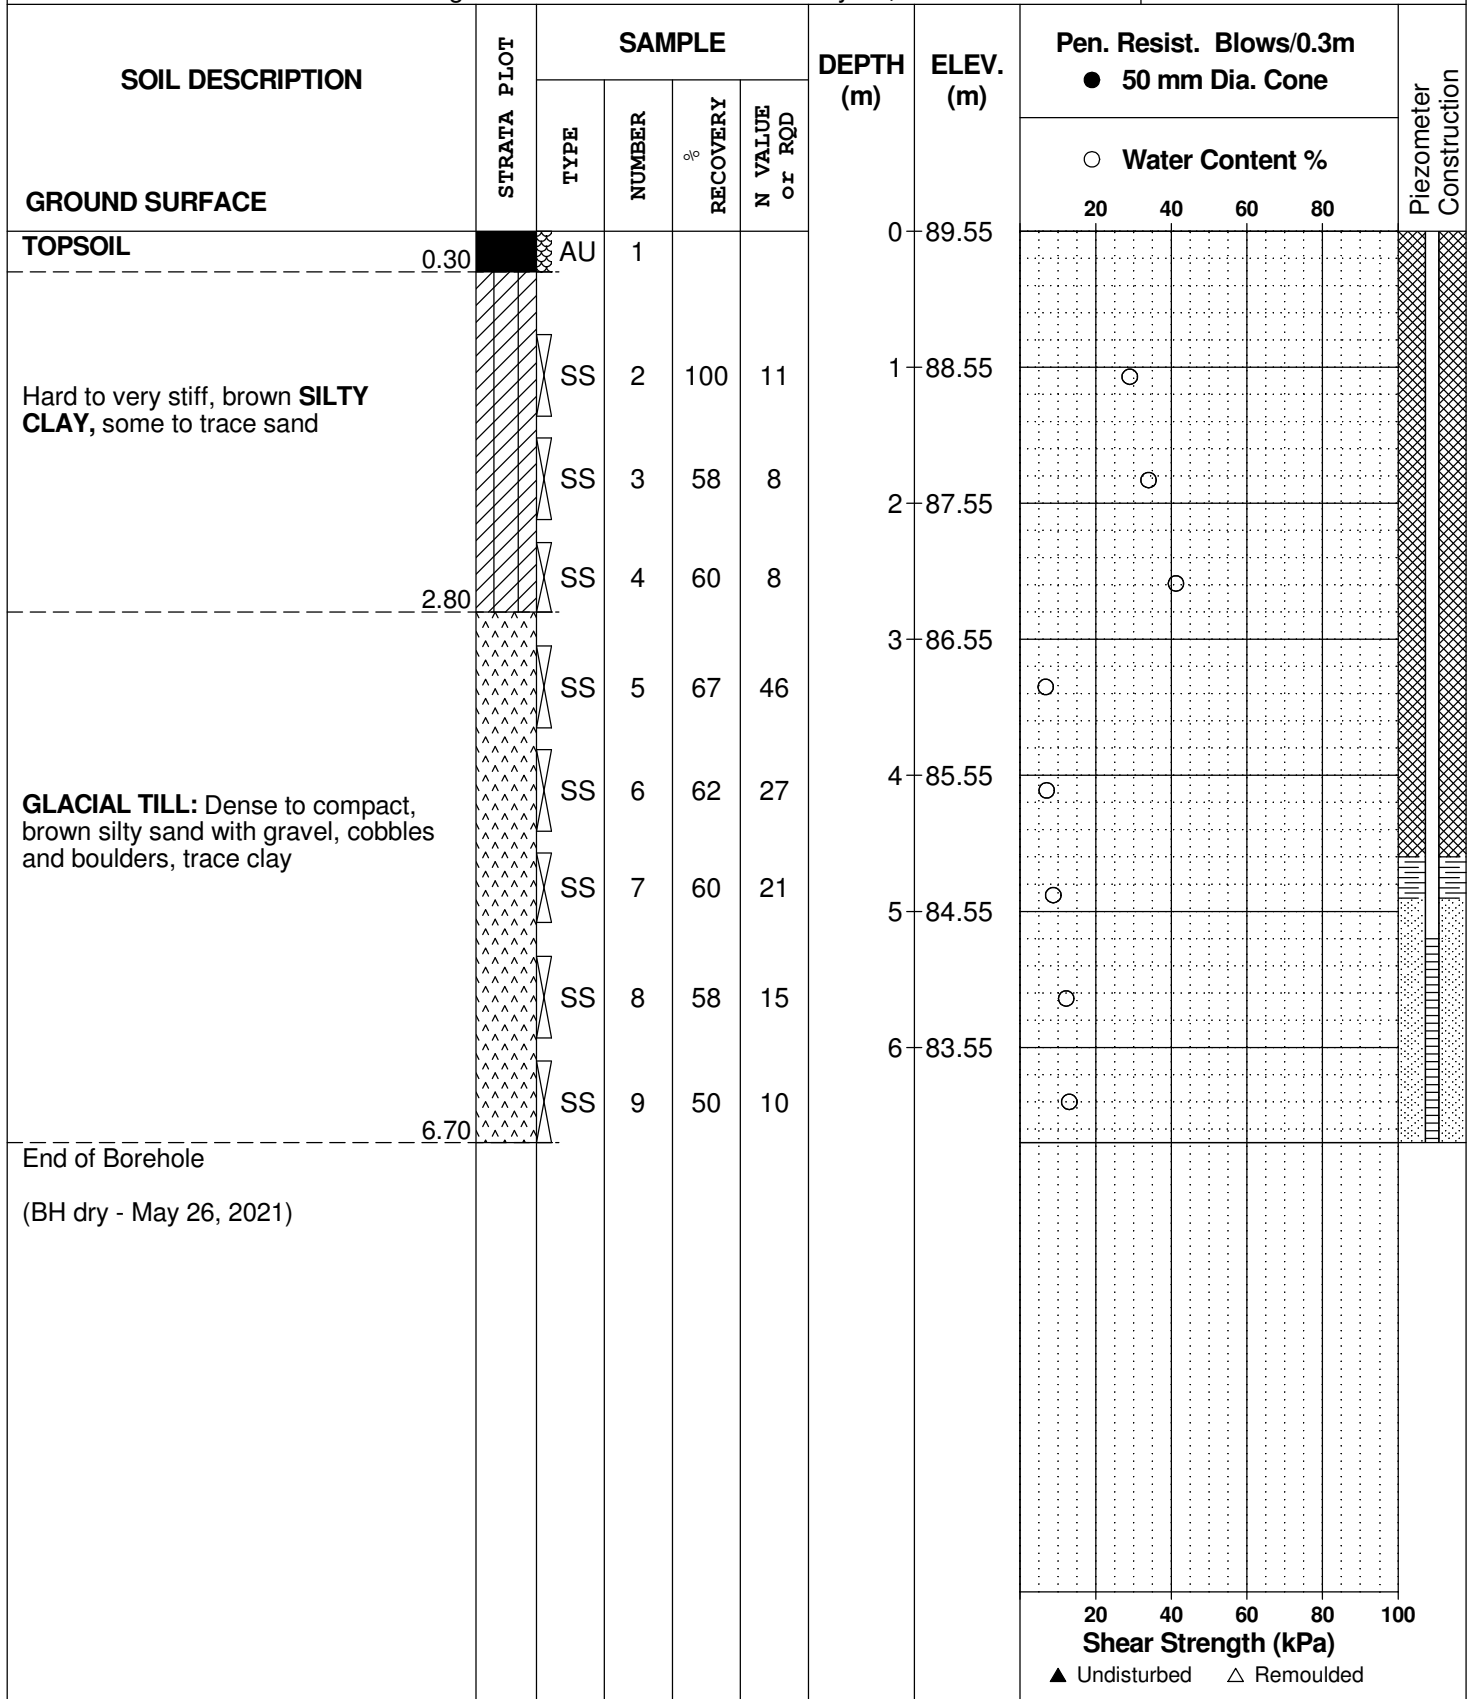 SOIL DESCRIPTION
GROUND SURFACE
STRATA PLOT
SAMPLE
TYPE
NUMBER
% RECOVERY
N VALUE or RQD
DEPTH (m)
ELEV. (m)
Pen. Resist. Blows/0.3m
● 50 mm Dia. Cone
○ Water Content %
20 40 60 80
Piezometer Construction
TOPSOIL
0.30
AU 1
0 89.55
Hard to very stiff, brown SILTY
CLAY, some to trace sand
SS 2 100 11
1 88.55
SS 3 58 8
2 87.55
SS 4 60 8
2.80
3 86.55
SS 5 67 46
GLACIAL TILL: Dense to compact,
brown silty sand with gravel, cobbles
and boulders, trace clay
4 85.55
SS 6 62 27
SS 7 60 21
5 84.55
SS 8 58 15
6 83.55
SS 9 50 10
6.70
End of Borehole
(BH dry - May 26, 2021)
20 40 60 80 100
Shear Strength (kPa)
▲ Undisturbed △ Remoulded